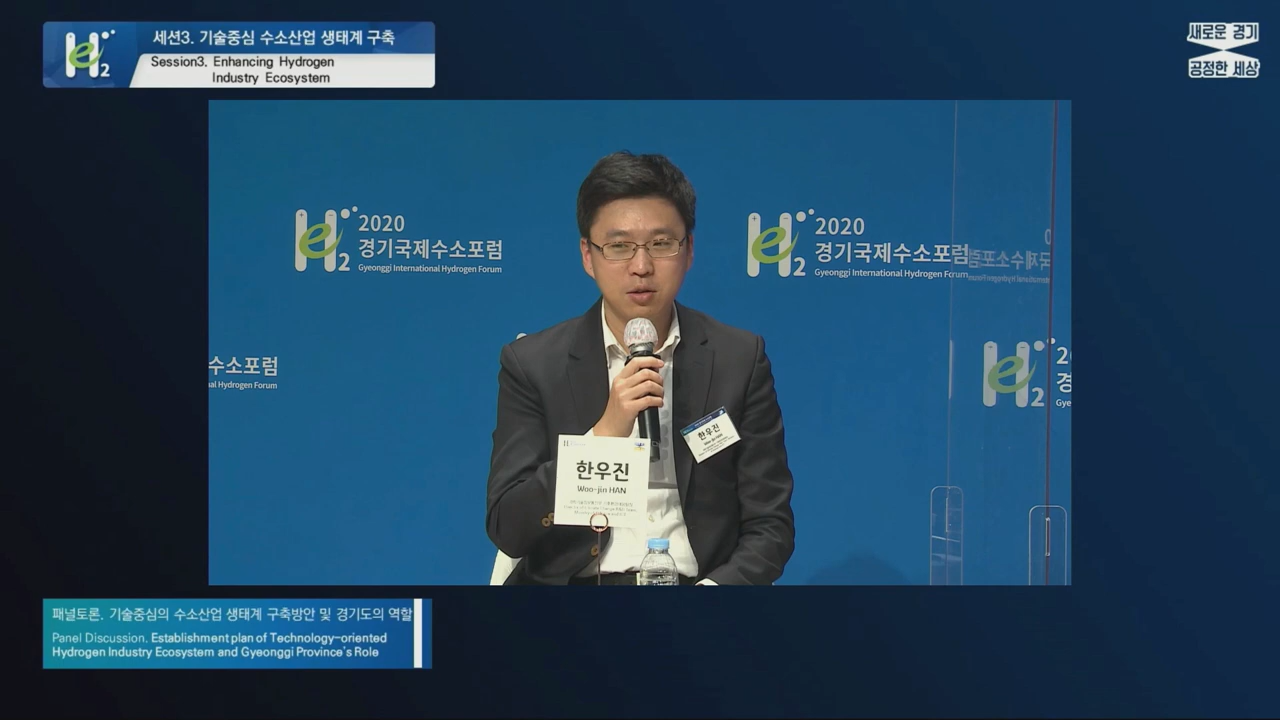 세션3. 기술중심 수소산업 생태계 구축
Session3. Enhancing Hydrogen
Industry Ecosystem
새로운 경기
공정한 세상
2020
경기국제수소포럼
Gyeonggi International Hydrogen Forum
2020
경기국제수소포럼
Gyeonggi International Hydrogen Forum
수소포럼
al Hydrogen Forum
한우진
한우진
Woo-jin HAN
패널토론. 기술중심의 수소산업 생태계 구축방안 및 경기도의 역할
Panel Discussion. Establishment plan of Technology-oriented
Hydrogen Industry Ecosystem and Gyeonggi Province's Role